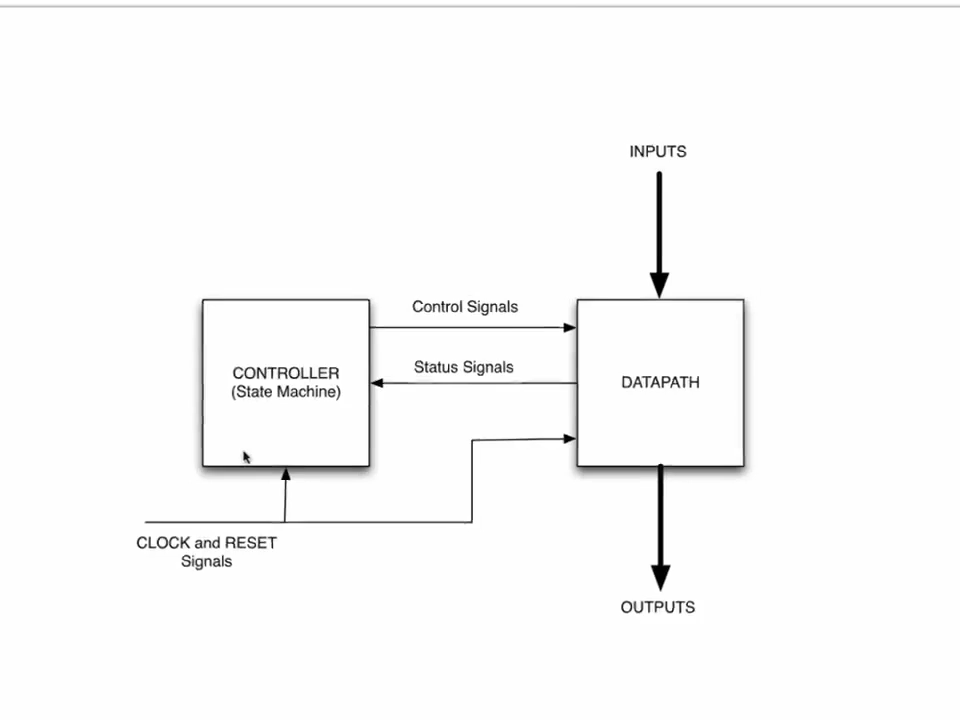 INPUTS
Control Signals
CONTROLLER
(State Machine)
Status Signals
DATAPATH
CLOCK and RESET
Signals
OUTPUTS